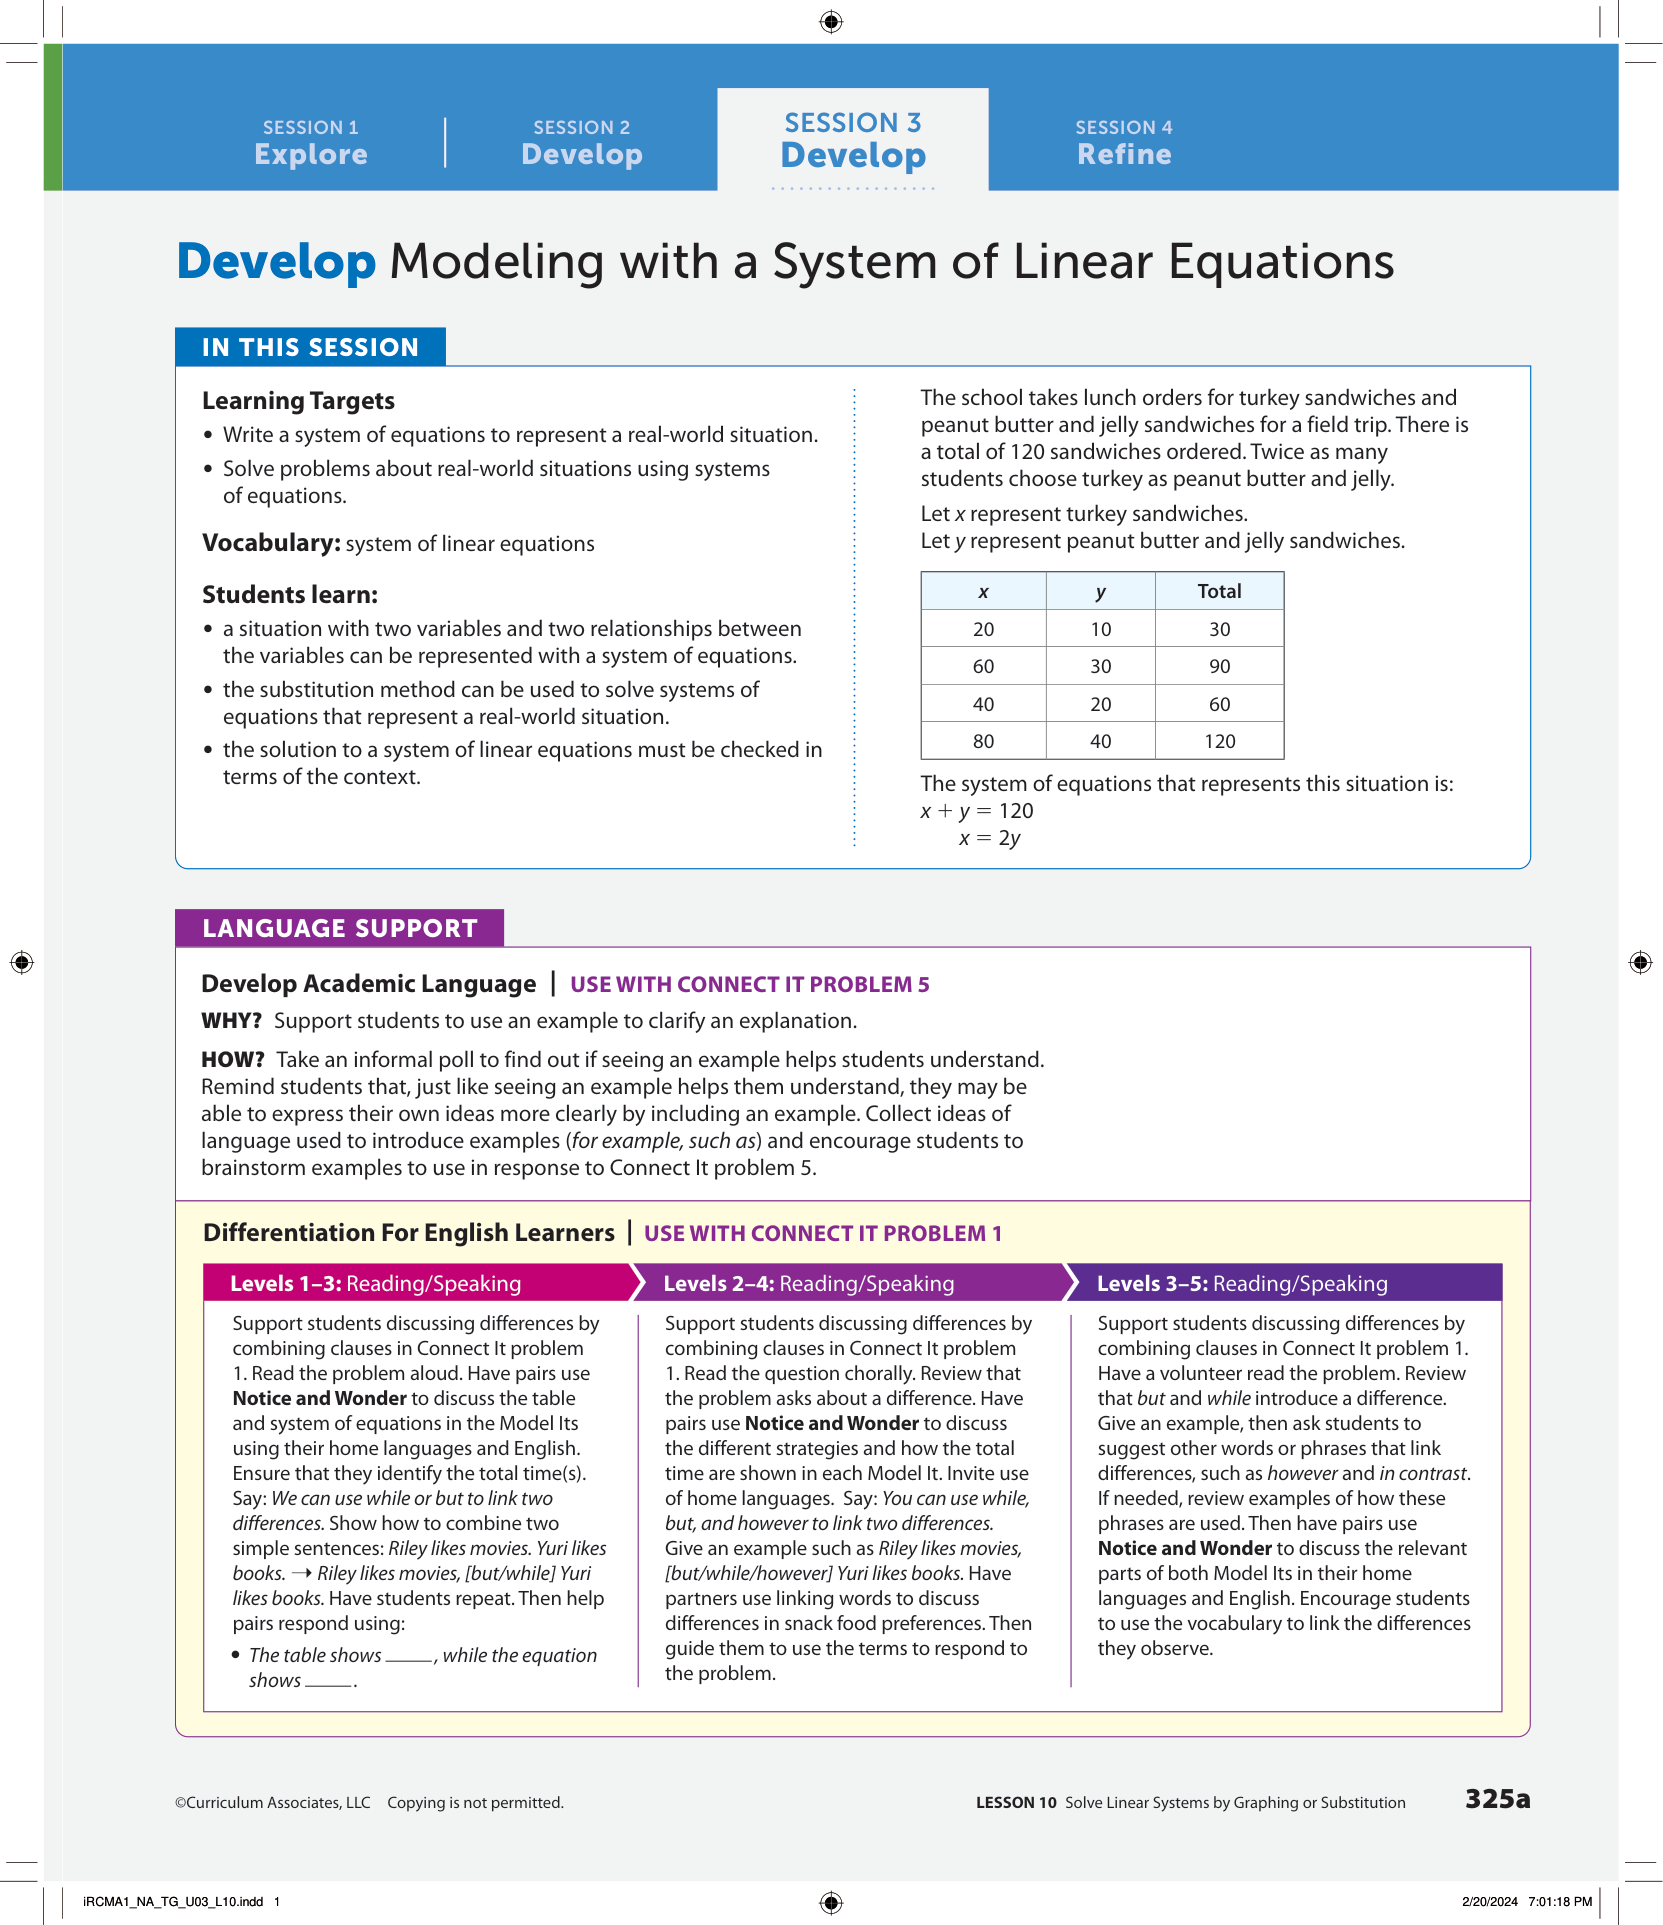 SESSION 1
Explore
SESSION 2
Develop
SESSION 3
Develop
SESSION 4
Refine
Develop Modeling with a System of Linear Equations
IN THIS SESSION
Learning Targets
• Write a system of equations to represent a real-world situation.
• Solve problems about real-world situations using systems
of equations.
Vocabulary: system of linear equations
Students learn:
• a situation with two variables and two relationships between
the variables can be represented with a system of equations.
• the substitution method can be used to solve systems of
equations that represent a real-world situation.
• the solution to a system of linear equations must be checked in
terms of the context.
The school takes lunch orders for turkey sandwiches and
peanut butter and jelly sandwiches for a field trip. There is
a total of 120 sandwiches ordered. Twice as many
students choose turkey as peanut butter and jelly.
Let x represent turkey sandwiches.
Let y represent peanut butter and jelly sandwiches.
x y Total
20 10 30
60 30 90
40 20 60
80 40 120
The system of equations that represents this situation is:
x + y = 120
x = 2y
LANGUAGE SUPPORT
Develop Academic Language | USE WITH CONNECT IT PROBLEM 5
WHY? Support students to use an example to clarify an explanation.
HOW? Take an informal poll to find out if seeing an example helps students understand.
Remind students that, just like seeing an example helps them understand, they may be
able to express their own ideas more clearly by including an example. Collect ideas of
language used to introduce examples (for example, such as) and encourage students to
brainstorm examples to use in response to Connect It problem 5.
Differentiation For English Learners | USE WITH CONNECT IT PROBLEM 1
Levels 1–3: Reading/Speaking
Support students discussing differences by
combining clauses in Connect It problem
1. Read the problem aloud. Have pairs use
Notice and Wonder to discuss the table
and system of equations in the Model Its
using their home languages and English.
Ensure that they identify the total time(s).
Say: We can use while or but to link two
differences. Show how to combine two
simple sentences: Riley likes movies. Yuri likes
books. → Riley likes movies, [but/while] Yuri
likes books. Have students repeat. Then help
pairs respond using:
• The table shows _____, while the equation
shows _____.
Levels 2–4: Reading/Speaking
Support students discussing differences by
combining clauses in Connect It problem
1. Read the question chorally. Review that
the problem asks about a difference. Have
pairs use Notice and Wonder to discuss
the different strategies and how the total
time are shown in each Model It. Invite use
of home languages. Say: You can use while,
but, and however to link two differences.
Give an example such as Riley likes movies,
[but/while/however] Yuri likes books. Have
partners use linking words to discuss
differences in snack food preferences. Then
guide them to use the terms to respond to
the problem.
Levels 3–5: Reading/Speaking
Support students discussing differences by
combining clauses in Connect It problem 1.
Have a volunteer read the problem. Review
that but and while introduce a difference.
Give an example, then ask students to
suggest other words or phrases that link
differences, such as however and in contrast.
If needed, review examples of how these
phrases are used. Then have pairs use
Notice and Wonder to discuss the relevant
parts of both Model Its in their home
languages and English. Encourage students
to use the vocabulary to link the differences
they observe.
©Curriculum Associates, LLC Copying is not permitted.
LESSON 10 Solve Linear Systems by Graphing or Substitution 325a
iRCMA1_NA_TG_U03_L10.indd 1
2/20/2024 7:01:18 PM